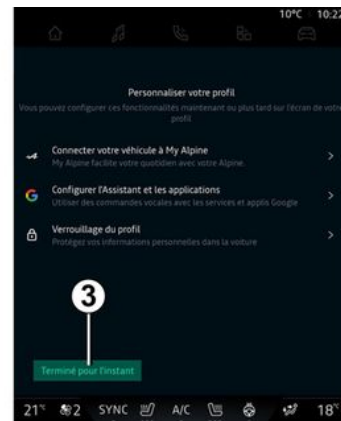 10°C 10:22
Personnaliser votre profil
Vous pouvez configurer ces fonctionnalités maintenant ou plus tard sur l'écran de votre
profil
Connecter votre véhicule à My Alpine
My Alpine facilite votre quotidien avec votre Alpine.
Configurer l'Assistant et les applications
Utiliser des commandes vocales avec les services et applis Google
Verrouillage du profil
Protégez vos informations personnelles dans la voiture
3
Terminé pour l'instant
21° 2 SYNC A/C 18°